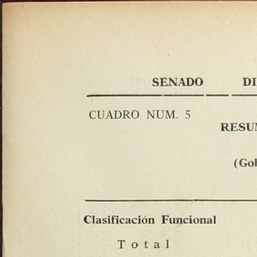 SENADO
CUADRO NUM. 5
Clasificación Funcional
Total